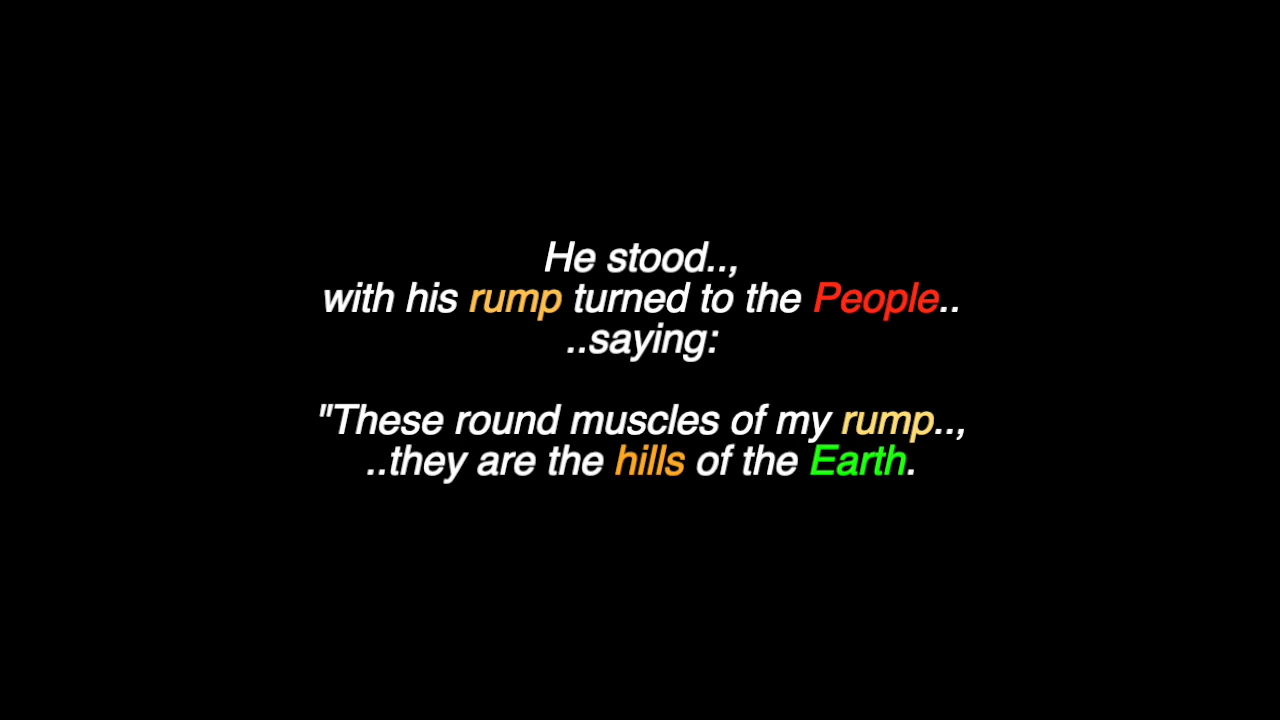 He stood..,
with his rump turned to the People..
..saying:
"These round muscles of my rump..,
..they are the hills of the Earth.